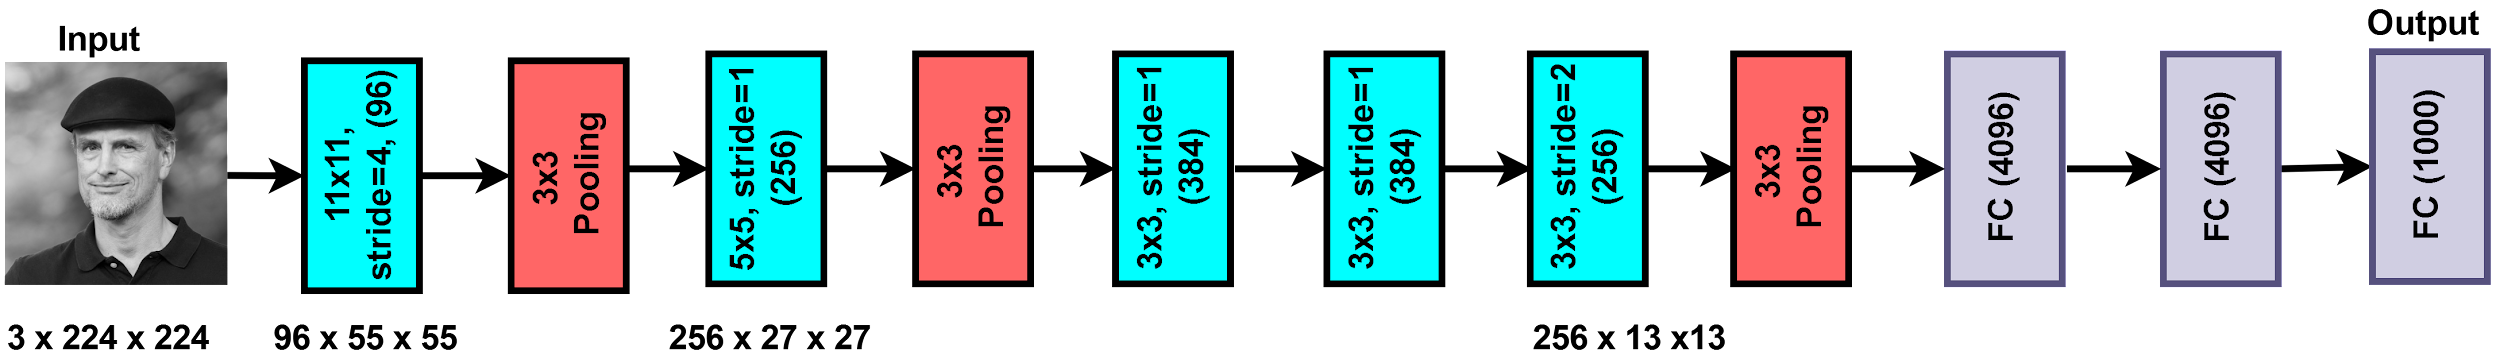 Input
11x11,
stride=4, (96)
3x3
Pooling
5x5, stride=1
(256)
3x3
Pooling
3x3, stride=1
(384)
3x3, stride=1
(384)
3x3, stride=2
(256)
3x3
Pooling
FC (4096)
FC (4096)
Output
FC (1000)
3 x 224 x 224
96 x 55 x 55
256 x 27 x 27
256 x 13 x13